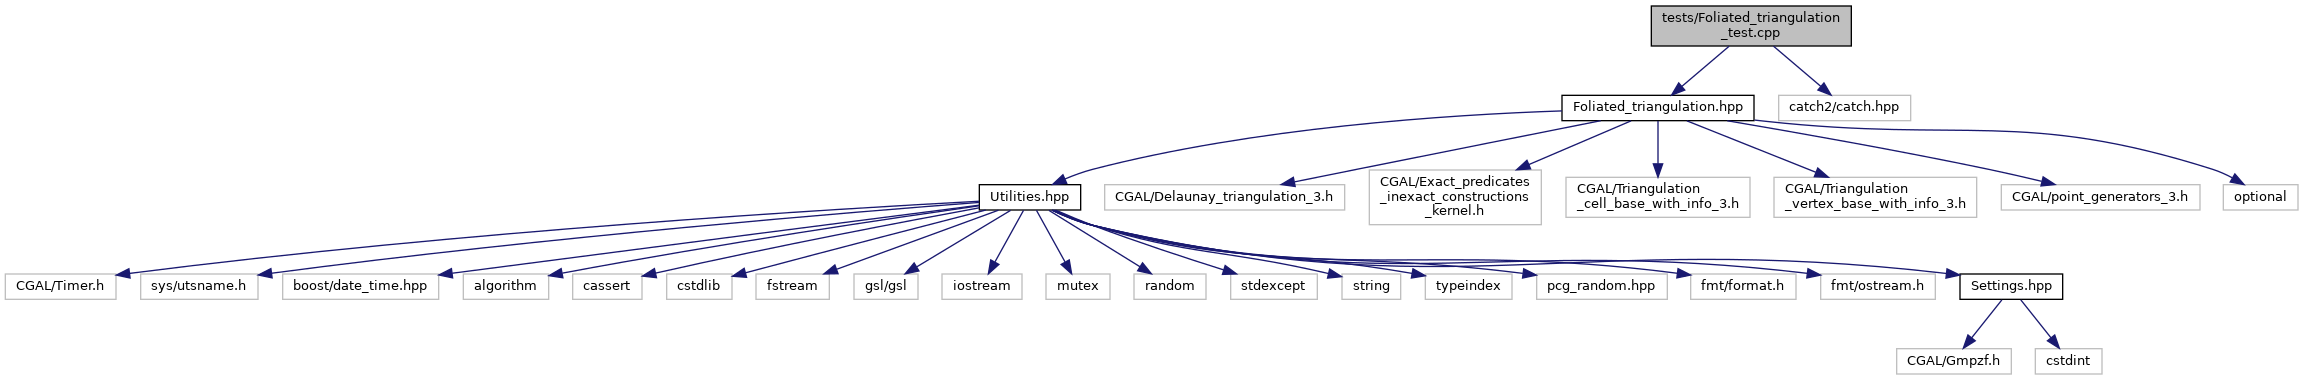 tests/Foliated_triangulation
_test.cpp
Foliated_triangulation.hpp
catch2/catch.hpp
Utilities.hpp
CGAL/Delaunay_triangulation_3.h
CGAL/Exact_predicates
_inexact_constructions
_kernel.h
CGAL/Triangulation
_cell_base_with_info_3.h
CGAL/Triangulation
_vertex_base_with_info_3.h
CGAL/point_generators_3.h
optional
CGAL/Timer.h
sys/utsname.h
boost/date_time.hpp
algorithm
cassert
cstdlib
fstream
gsl/gsl
iostream
mutex
random
stdexcept
string
typeindex
pcg_random.hpp
fmt/format.h
fmt/ostream.h
Settings.hpp
CGAL/Gmpzf.h
cstdint